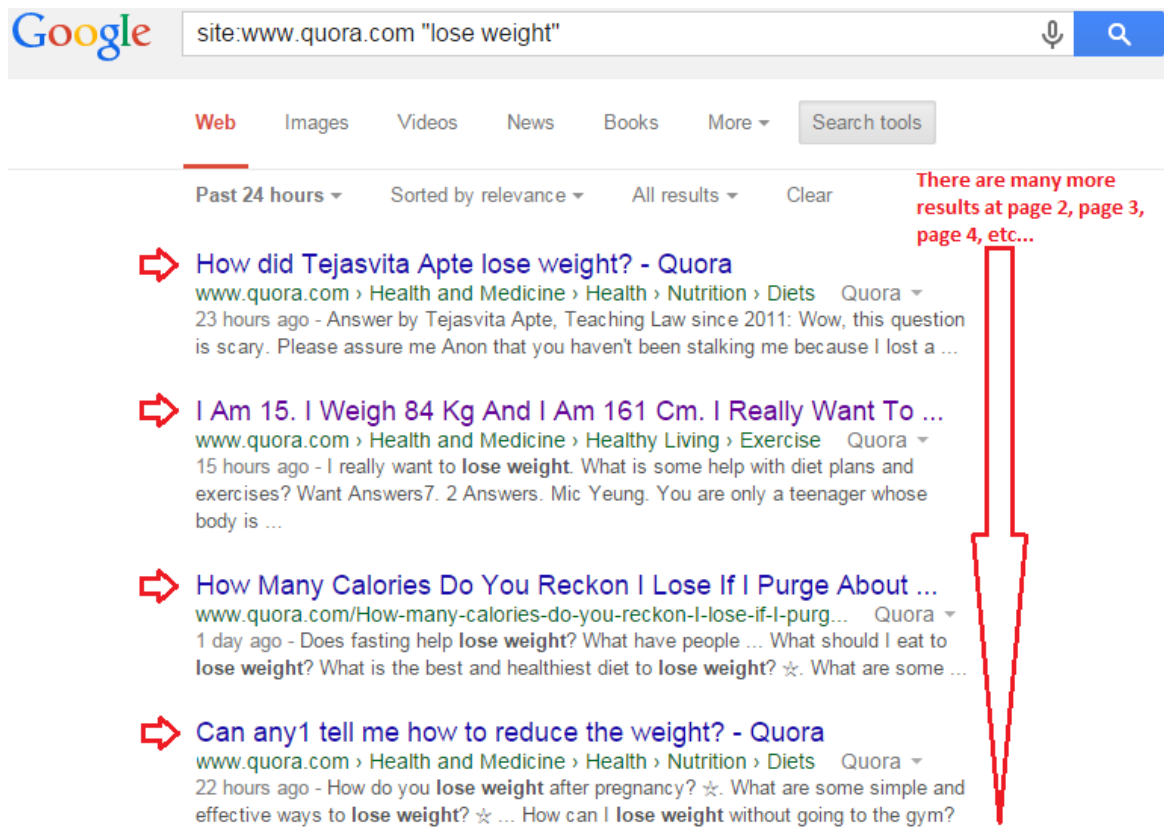 Google
site:www.quora.com "lose weight"
Web Images Videos News Books More Search tools
Past 24 hours Sorted by relevance All results Clear
There are many more
results at page 2, page 3,
page 4, etc...
How did Tejasvita Apte lose weight? - Quora
www.quora.com › Health and Medicine › Health › Nutrition › Diets Quora
23 hours ago - Answer by Tejasvita Apte, Teaching Law since 2011: Wow, this question
is scary. Please assure me Anon that you haven't been stalking me because I lost a ...
I Am 15. I Weigh 84 Kg And I Am 161 Cm. I Really Want To ...
www.quora.com › Health and Medicine › Healthy Living › Exercise Quora
15 hours ago - I really want to lose weight. What is some help with diet plans and
exercises? Want Answers7. 2 Answers. Mic Yeung. You are only a teenager whose
body is ...
How Many Calories Do You Reckon I Lose If I Purge About ...
www.quora.com/How-many-calories-do-you-reckon-I-lose-if-I-purg... Quora
1 day ago - Does fasting help lose weight? What have people ... What should I eat to
lose weight? What is the best and healthiest diet to lose weight? ☆. What are some ...
Can any1 tell me how to reduce the weight? - Quora
www.quora.com › Health and Medicine › Health › Nutrition › Diets Quora
22 hours ago - How do you lose weight after pregnancy? ☆. What are some simple and
effective ways to lose weight? ☆ ... How can I lose weight without going to the gym?